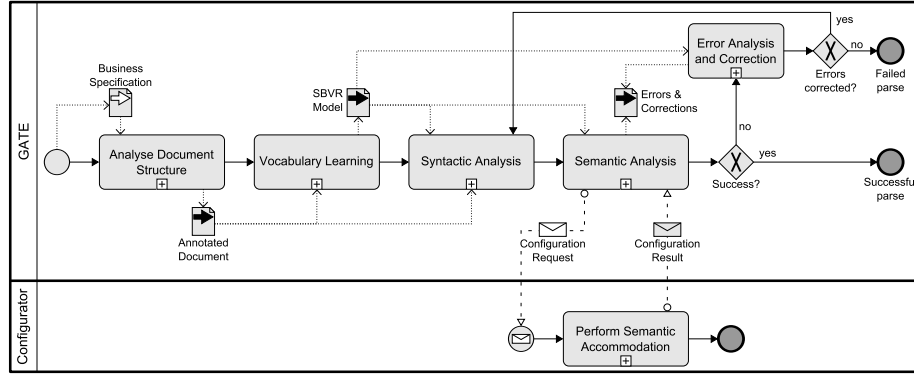 GATE
Business
Specification
SBVR
Model
Error Analysis
and Correction
yes
no
Errors
corrected?
Failed
parse
Errors &
Corrections
Analyse Document
Structure
Vocabulary Learning
Syntactic Analysis
Semantic Analysis
no
yes
Success?
Successful
parse
Annotated
Document
Configuration
Request
Configuration
Result
Configurator
Perform Semantic
Accommodation